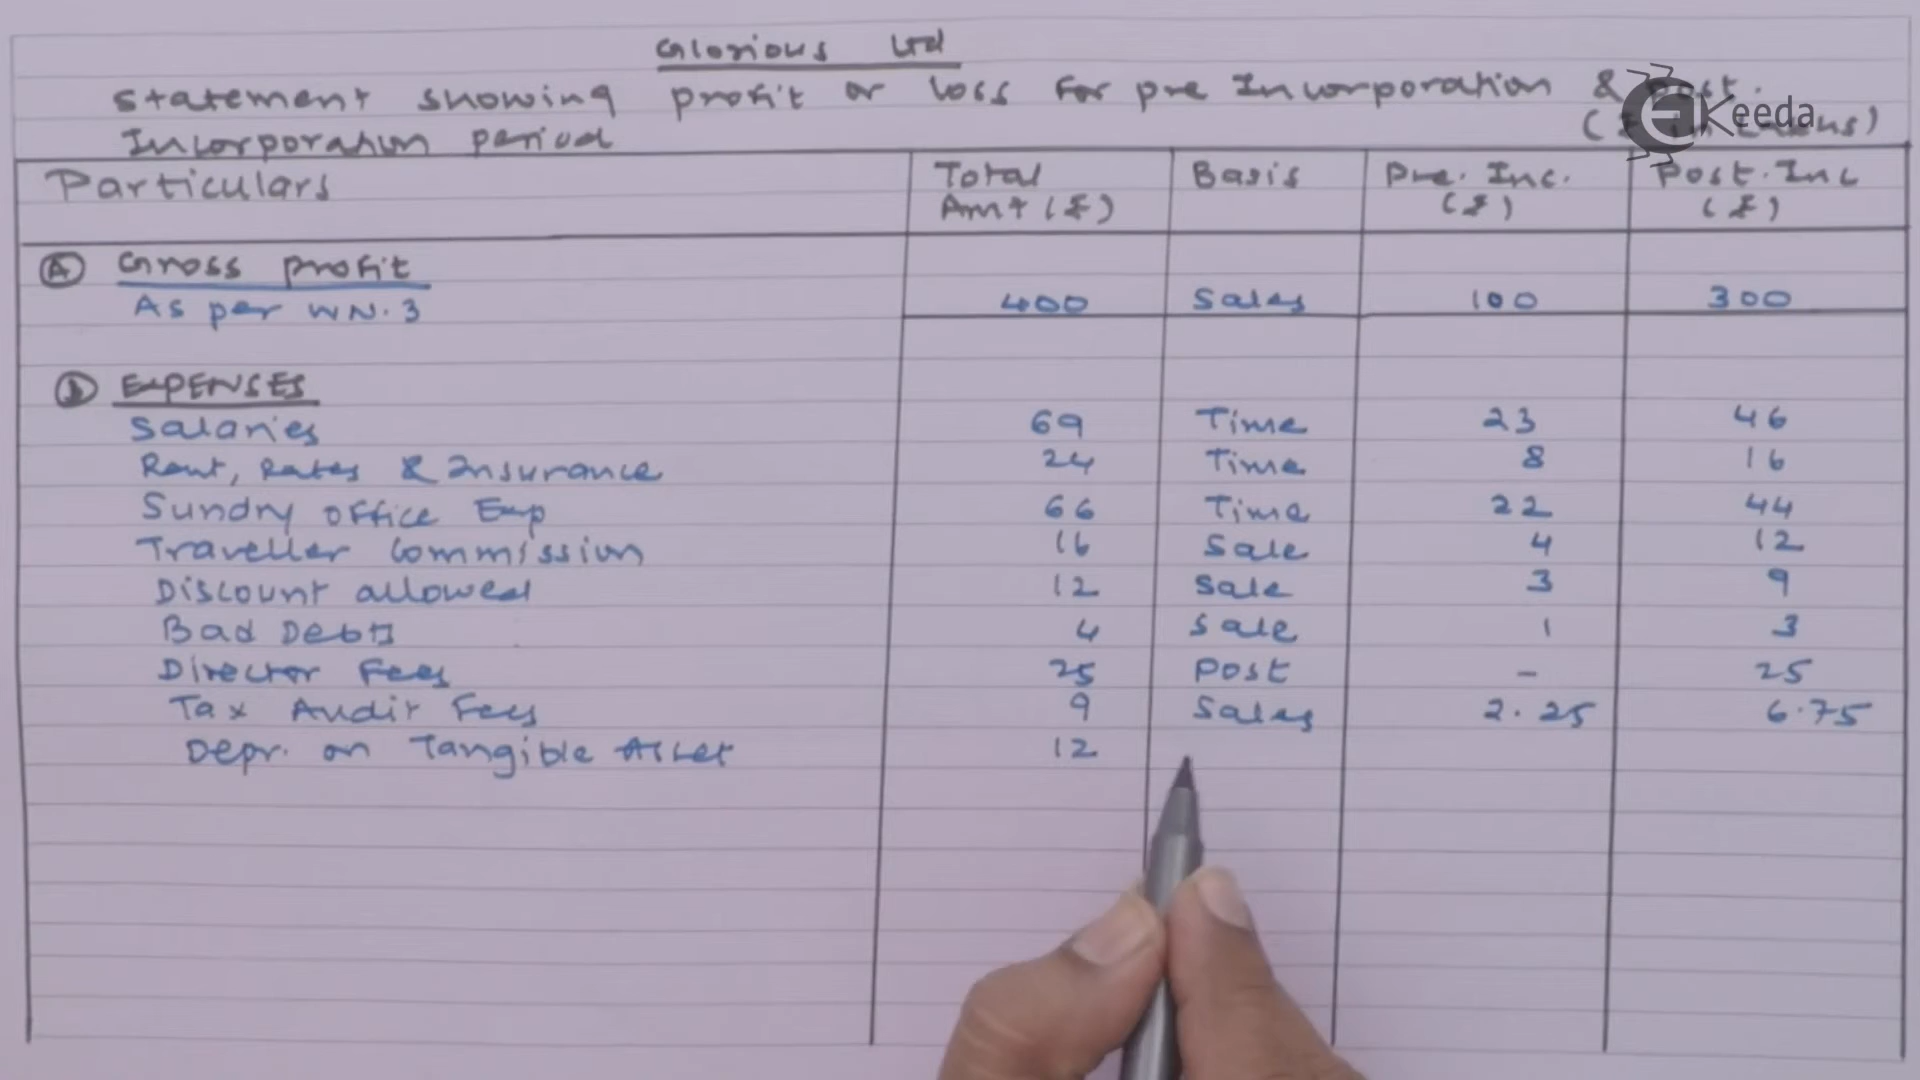 Glorious Ltd
Statement showing profit or loss for pre Incorporation & post.
Incorporation period
(₹ in Lakhs)
EKeeda
Particulars Total Amt (₹) Basis Pre. Inc. (₹) Post. Inc (₹)
(A) Gross profit
As per WN.3 400 Sales 100 300
(B) EXPENSES
Salaries 69 Time 23 46
Rent, Rates & Insurance 24 Time 8 16
Sundry office Exp 66 Time 22 44
Traveller Commission 16 Sale 4 12
Discount allowed 12 Sale 3 9
Bad Debts 4 Sale 1 3
Director Fees 25 Post - 25
Tax Audit Fees 9 Sales 2.25 6.75
Depr. on Tangible Asset 12